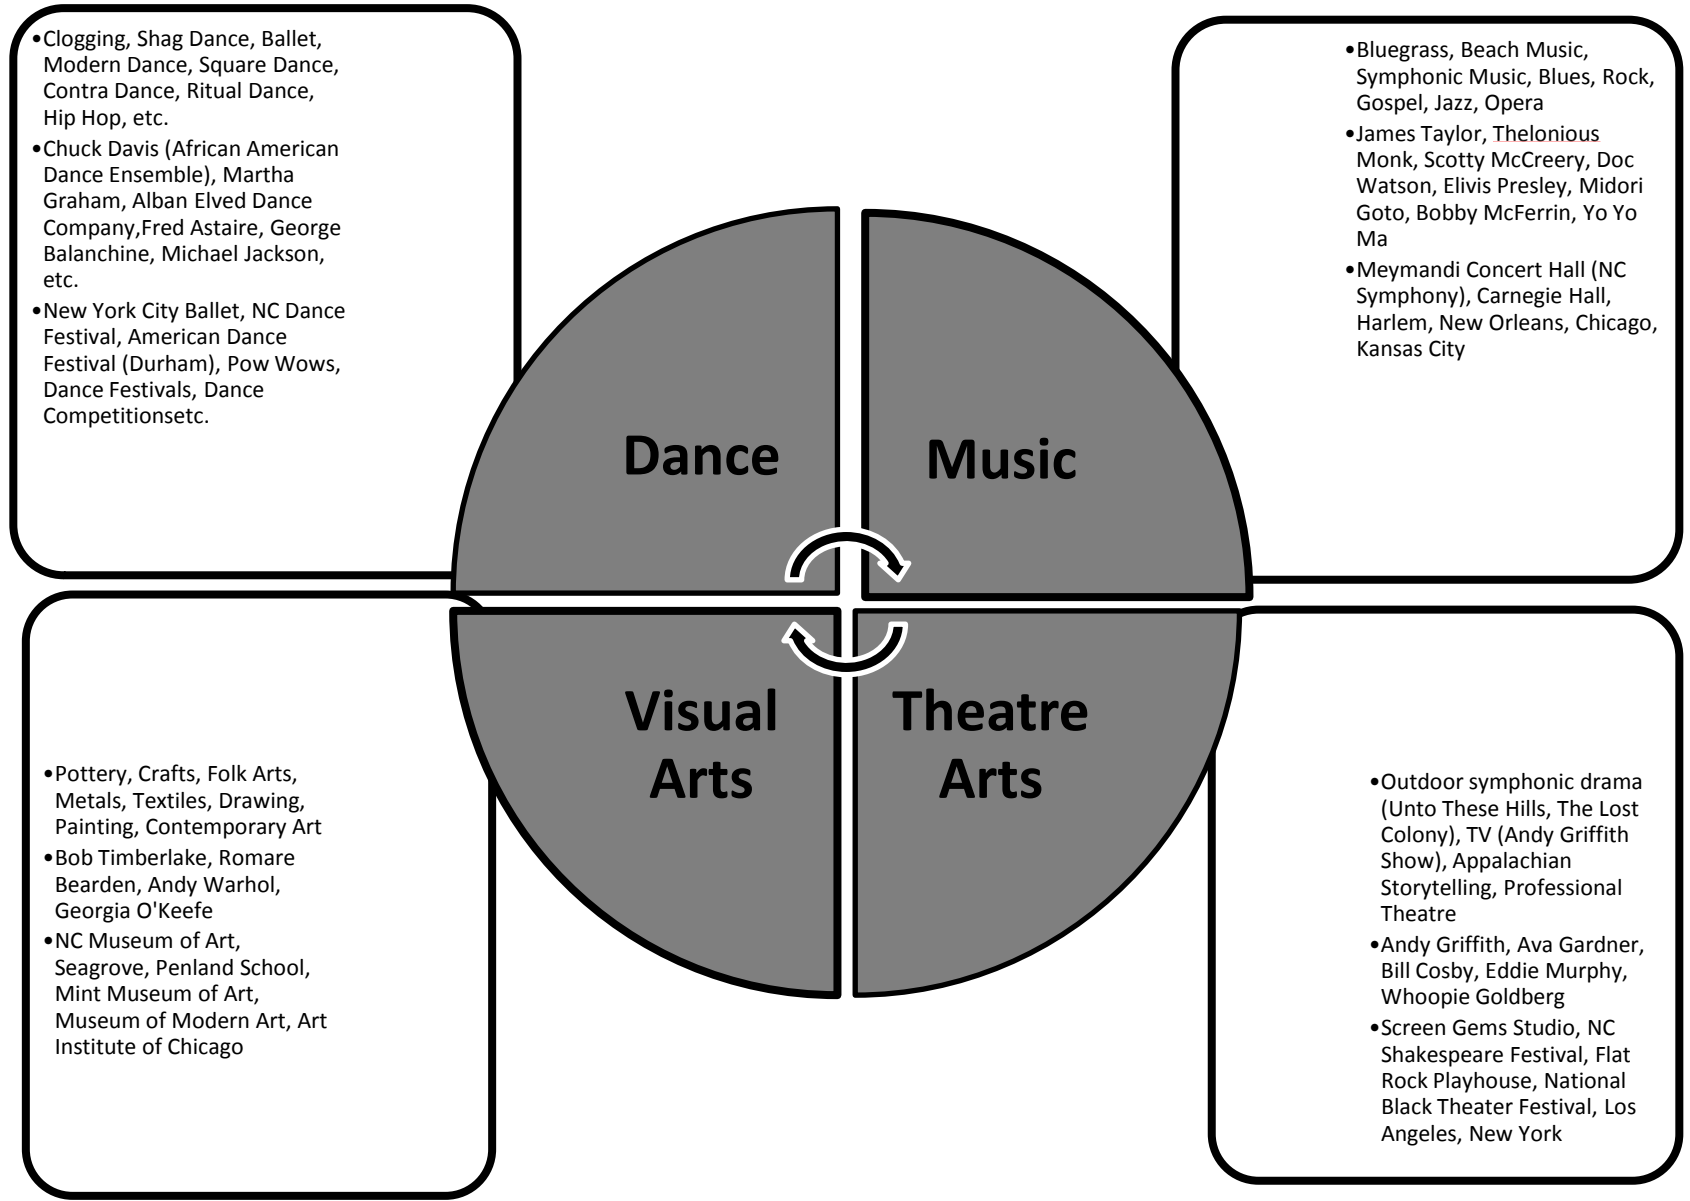 •Clogging, Shag Dance, Ballet,
Modern Dance, Square Dance,
Contra Dance, Ritual Dance,
Hip Hop, etc.
•Chuck Davis (African American
Dance Ensemble), Martha
Graham, Alban Elved Dance
Company,Fred Astaire, George
Balanchine, Michael Jackson,
etc.
•New York City Ballet, NC Dance
Festival, American Dance
Festival (Durham), Pow Wows,
Dance Festivals, Dance
Competitionsetc.
•Bluegrass, Beach Music,
Symphonic Music, Blues, Rock,
Gospel, Jazz, Opera
•James Taylor, Thelonious
Monk, Scotty McCreery, Doc
Watson, Elivis Presley, Midori
Goto, Bobby McFerrin, Yo Yo
Ma
•Meymandi Concert Hall (NC
Symphony), Carnegie Hall,
Harlem, New Orleans, Chicago,
Kansas City
Dance
Music
Visual
Arts
Theatre
Arts
•Pottery, Crafts, Folk Arts,
Metals, Textiles, Drawing,
Painting, Contemporary Art
•Bob Timberlake, Romare
Bearden, Andy Warhol,
Georgia O'Keefe
•NC Museum of Art,
Seagrove, Penland School,
Mint Museum of Art,
Museum of Modern Art, Art
Institute of Chicago
•Outdoor symphonic drama
(Unto These Hills, The Lost
Colony), TV (Andy Griffith
Show), Appalachian
Storytelling, Professional
Theatre
•Andy Griffith, Ava Gardner,
Bill Cosby, Eddie Murphy,
Whoopie Goldberg
•Screen Gems Studio, NC
Shakespeare Festival, Flat
Rock Playhouse, National
Black Theater Festival, Los
Angeles, New York